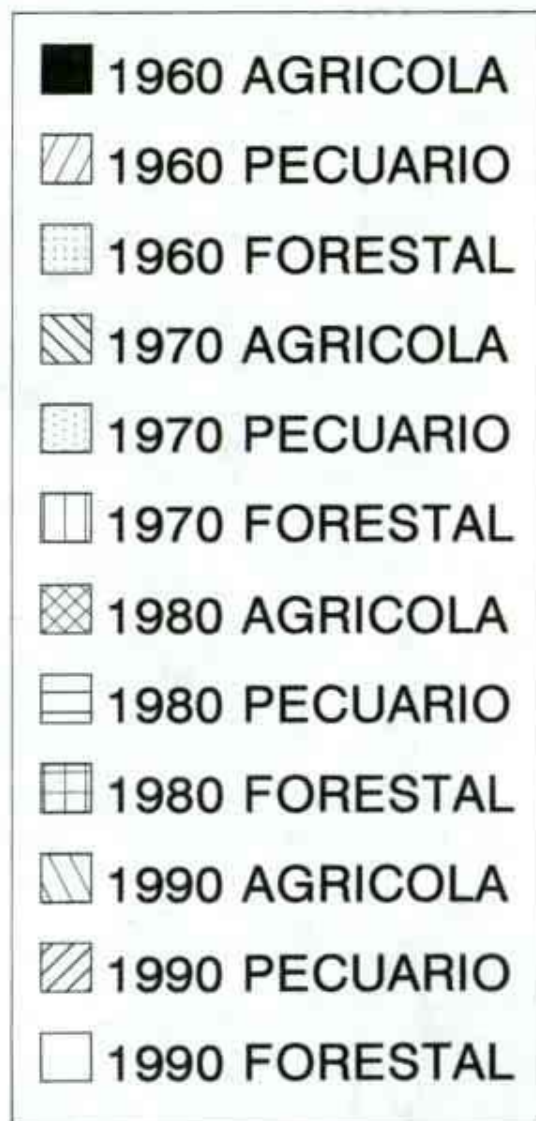 1960 AGRICOLA
1960 PECUARIO
1960 FORESTAL
1970 AGRICOLA
1970 PECUARIO
1970 FORESTAL
1980 AGRICOLA
1980 PECUARIO
1980 FORESTAL
1990 AGRICOLA
1990 PECUARIO
1990 FORESTAL